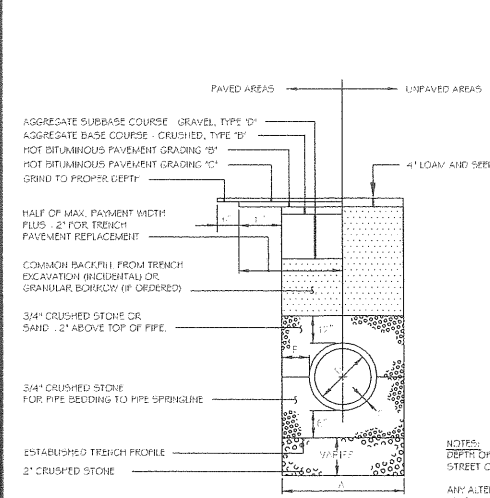 PAVED AREAS
UNPAVED AREAS
AGGREGATE SUBBASE COURSE - GRAVEL, TYPE "D"
AGGREGATE BASE COURSE - CRUSHED, TYPE "B"
HOT BITUMINOUS PAVEMENT GRADING "B"
HOT BITUMINOUS PAVEMENT GRADING "C"
GRIND TO PROPER DEPTH
4" LOAM AND SEE
HALF OF MAX. PAYMENT WIDTH
PLUS 2" FOR TRENCH
PAVEMENT REPLACEMENT
COMMON BACKFILL FROM TRENCH
EXCAVATION (INCIDENTAL) OR
GRANULAR BORROW (IF ORDERED)
3/4" CRUSHED STONE OR
SAND 2" ABOVE TOP OF PIPE.
12"
3/4" CRUSHED STONE
FOR PIPE BEDDING TO PIPE SPRINGLINE
6"
ESTABLISHED TRENCH PROFILE
VARIES
2" CRUSHED STONE
A
NOTES:
DEPTH OF
STREET C
ANY ALTE